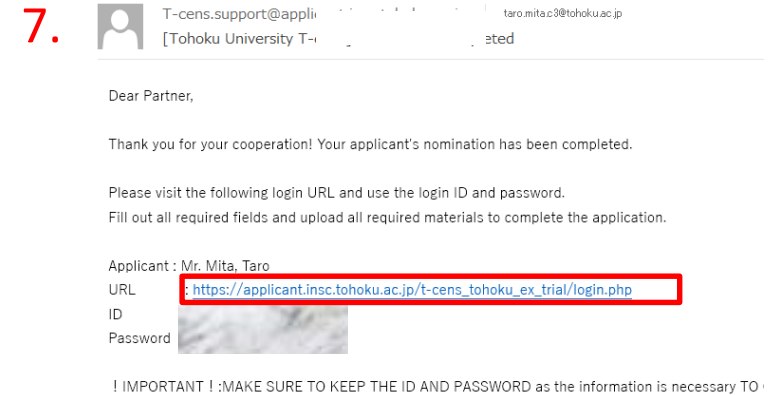 7.
T-cens.support@appli taro.mita.c3@tohoku.ac.jp
[Tohoku University T- eted
Dear Partner,
Thank you for your cooperation! Your applicant's nomination has been completed.
Please visit the following login URL and use the login ID and password.
Fill out all required fields and upload all required materials to complete the application.
Applicant : Mr. Mita, Taro
URL : https://applicant.insc.tohoku.ac.jp/t-cens_tohoku_ex_trial/login.php
ID
Password
! IMPORTANT ! :MAKE SURE TO KEEP THE ID AND PASSWORD as the information is necessary TO